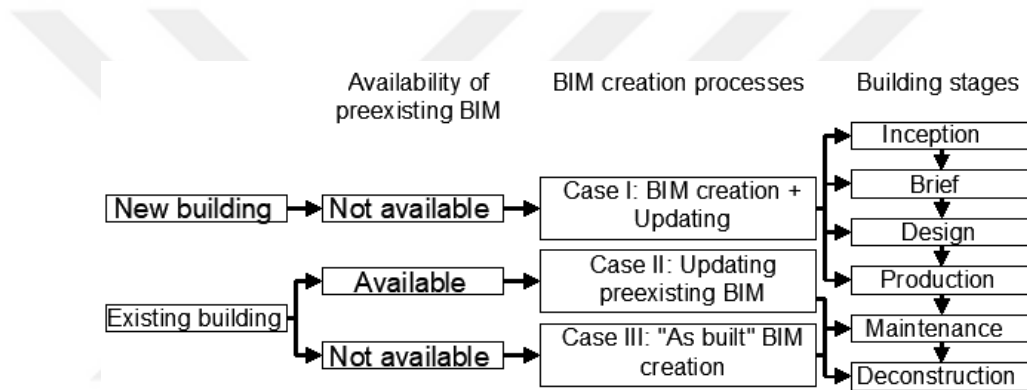 Availability of
preexisting BIM
BIM creation processes
Building stages
Inception
Brief
Design
Production
Maintenance
Deconstruction
New building
Not available
Case I: BIM creation +
Updating
Existing building
Available
Case II: Updating
preexisting BIM
Not available
Case III: "As built" BIM
creation